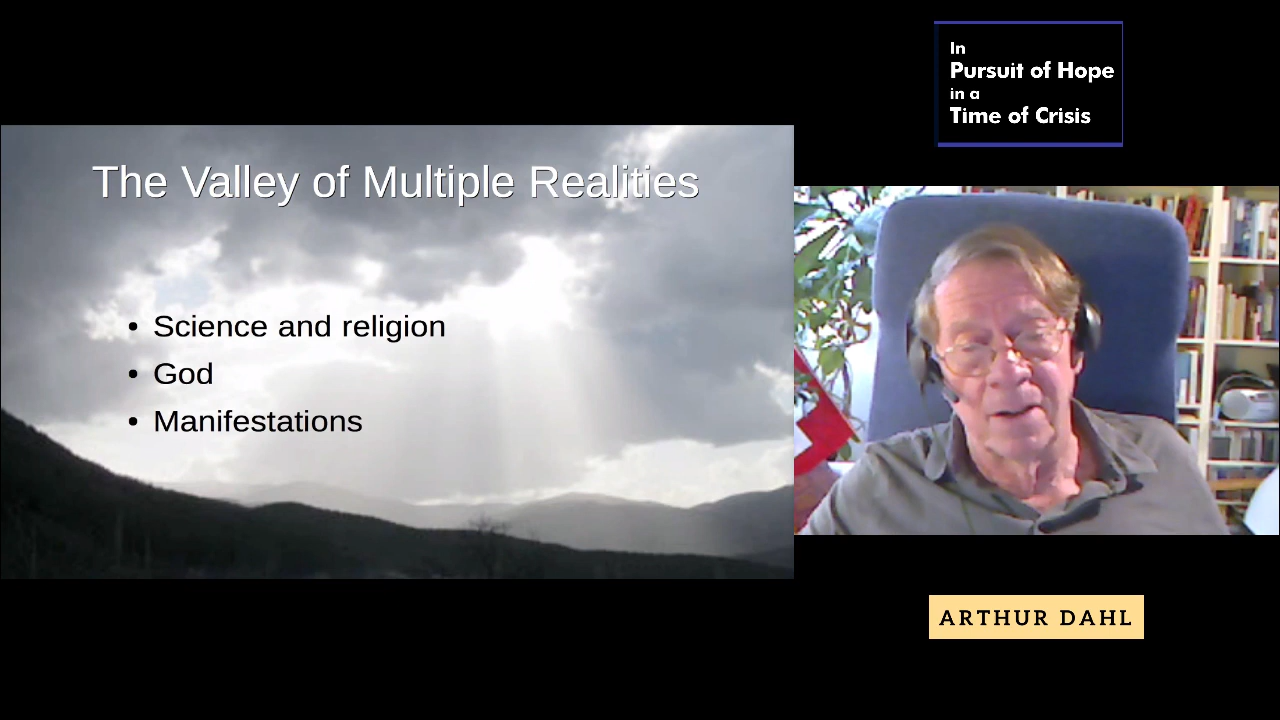 In
Pursuit of Hope
in a
Time of Crisis
The Valley of Multiple Realities
• Science and religion
• God
• Manifestations
ARTHUR DAHL